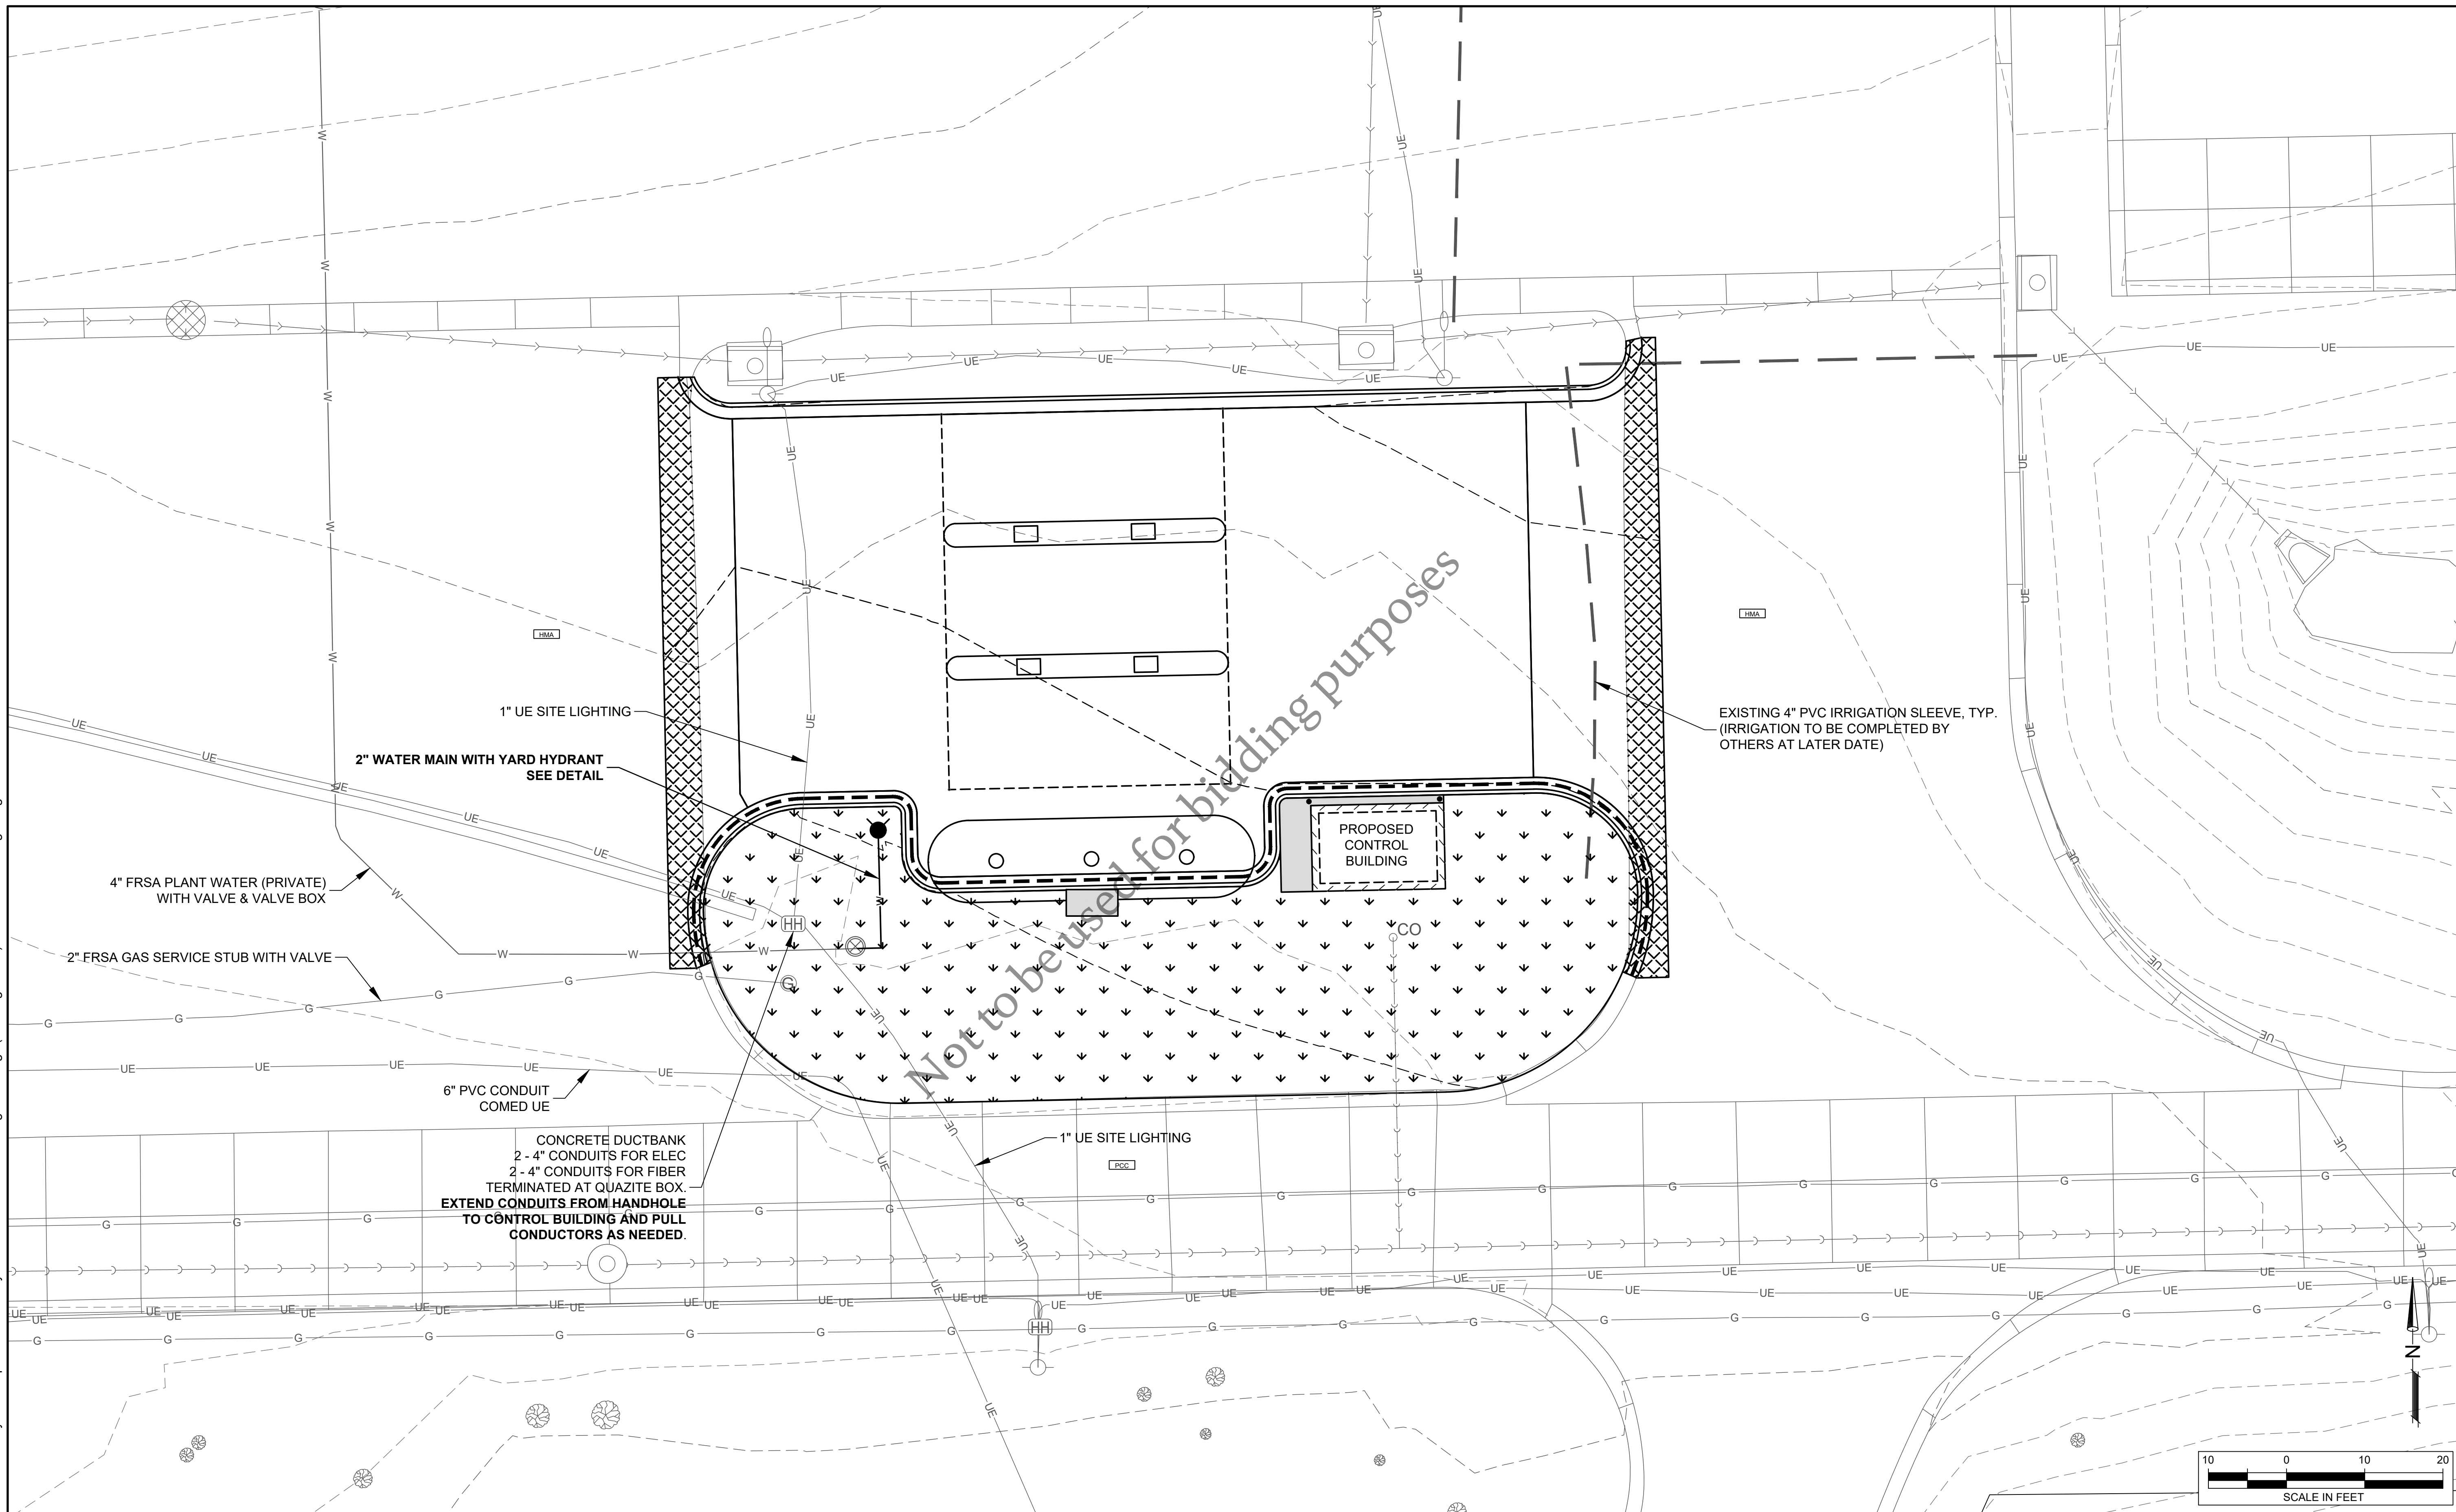 1" UE SITE LIGHTING
2" WATER MAIN WITH YARD HYDRANT
SEE DETAIL
4" FRSA PLANT WATER (PRIVATE)
WITH VALVE & VALVE BOX
2" FRSA GAS SERVICE STUB WITH VALVE
6" PVC CONDUIT
COMED UE
CONCRETE DUCTBANK
2 - 4" CONDUITS FOR ELEC
2 - 4" CONDUITS FOR FIBER
TERMINATED AT QUAZITE BOX.
EXTEND CONDUITS FROM HANDHOLE
TO CONTROL BUILDING AND PULL
CONDUCTORS AS NEEDED.
1" UE SITE LIGHTING
EXISTING 4" PVC IRRIGATION SLEEVE, TYP.
(IRRIGATION TO BE COMPLETED BY
OTHERS AT LATER DATE)
PROPOSED
CONTROL
BUILDING
HMA
HMA
PCC
HH
HH
CO
G
W
UE
Not to be used for bidding purposes
N
10 0 10 20
SCALE IN FEET